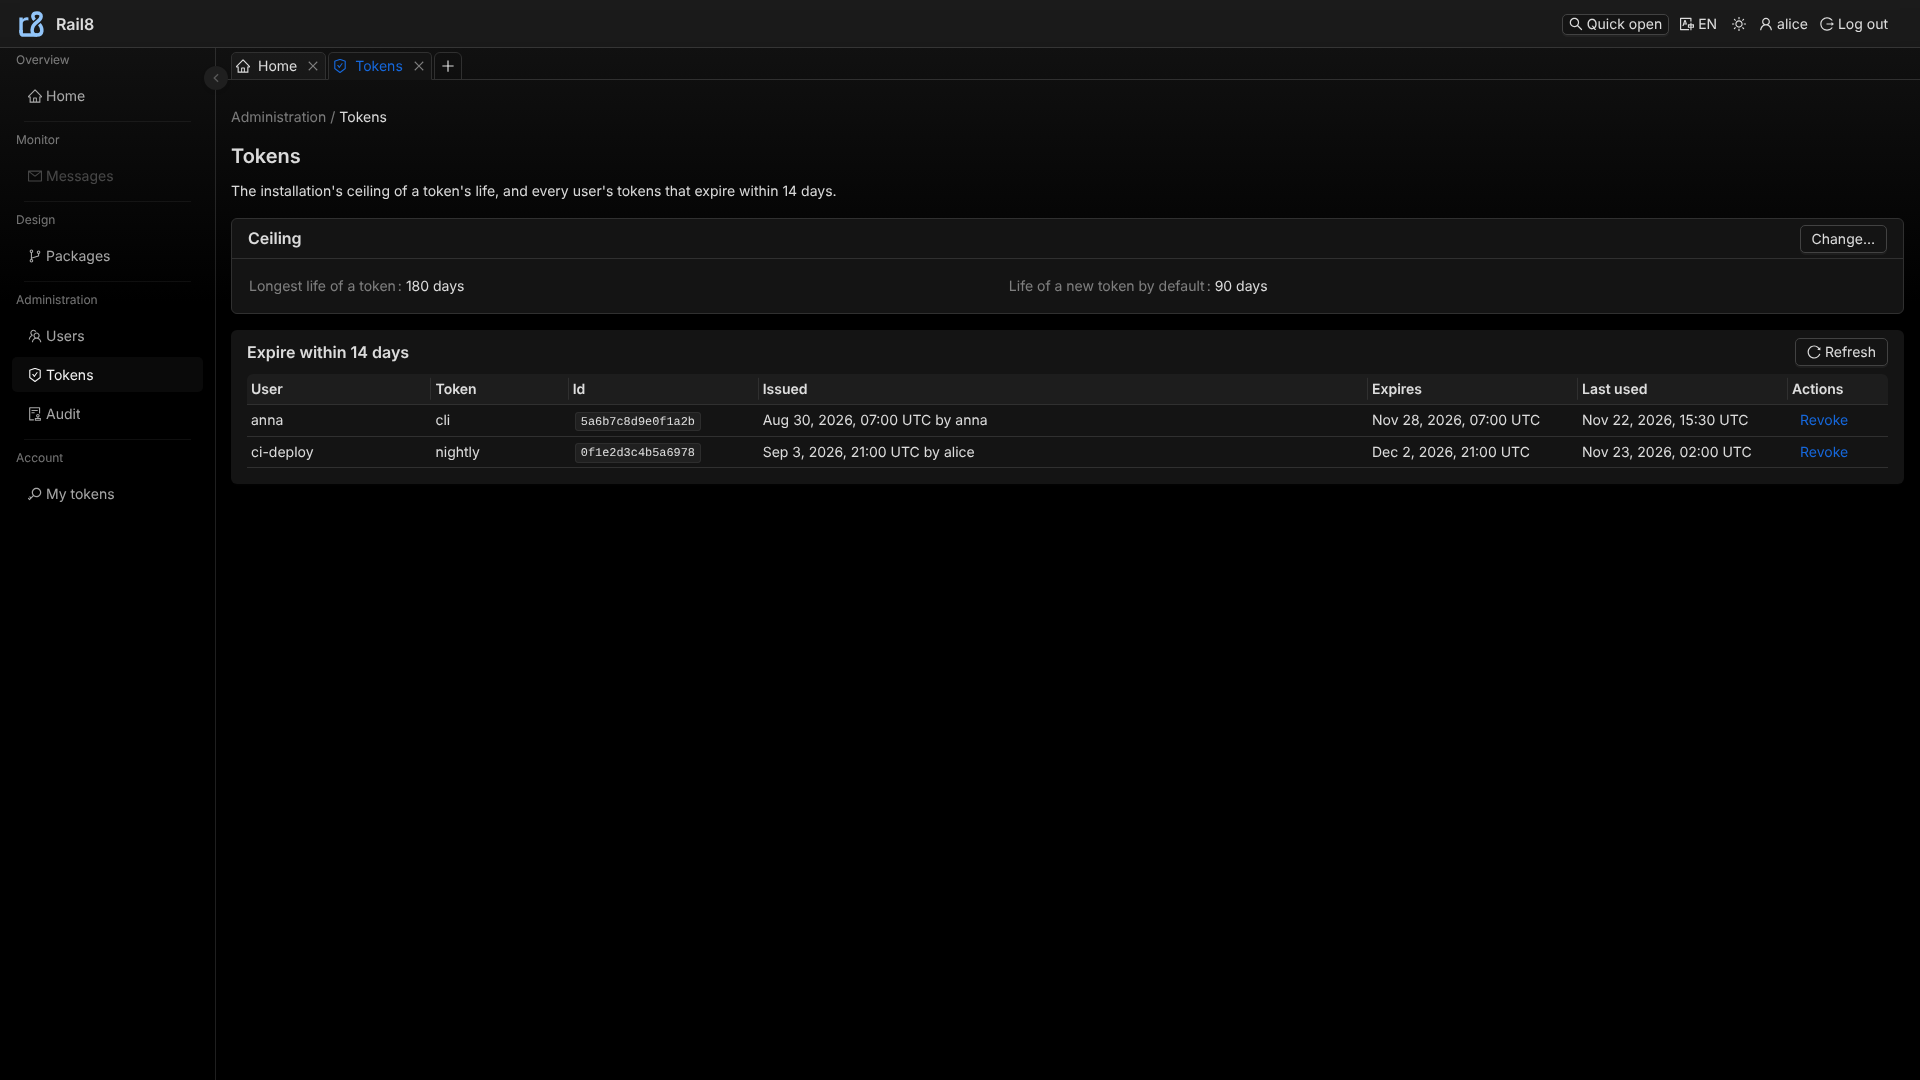 Rail8
Quick open
EN
alice
Log out
Overview
Home
Monitor
Messages
Design
Packages
Administration
Users
Tokens
Audit
Account
My tokens
Home
Tokens
Administration / Tokens
Tokens
The installation's ceiling of a token's life, and every user's tokens that expire within 14 days.
Ceiling
Change...
Longest life of a token: 180 days
Life of a new token by default: 90 days
Expire within 14 days
Refresh
User Token Id Issued Expires Last used Actions
anna cli 5a6b7c8d9e0f1a2b Aug 30, 2026, 07:00 UTC by anna Nov 28, 2026, 07:00 UTC Nov 22, 2026, 15:30 UTC Revoke
ci-deploy nightly 0f1e2d3c4b5a6978 Sep 3, 2026, 21:00 UTC by alice Dec 2, 2026, 21:00 UTC Nov 23, 2026, 02:00 UTC Revoke